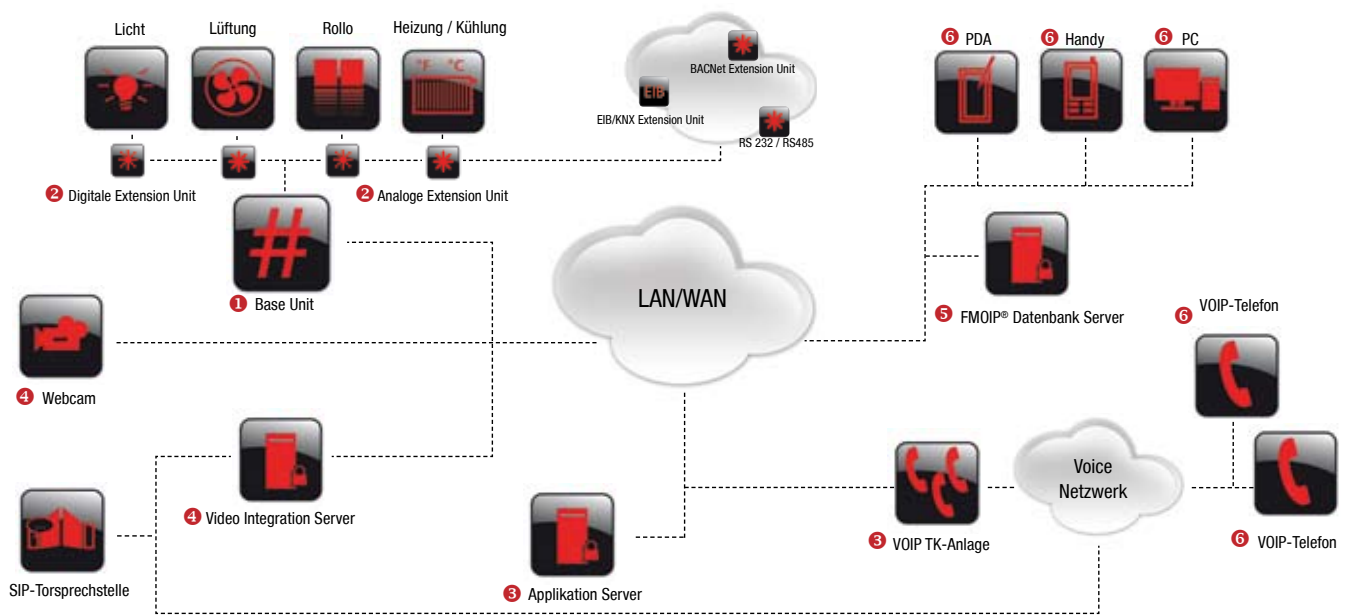 Licht
Lüftung
Rollo
Heizung / Kühlung
°F °C
BACNet Extension Unit
EIB
EIB/KNX Extension Unit
RS 232 / RS485
6 PDA
6 Handy
6 PC
2 Digitale Extension Unit
2 Analoge Extension Unit
#
1 Base Unit
LAN/WAN
5 FMOIP® Datenbank Server
4 Webcam
6 VOIP-Telefon
4 Video Integration Server
SIP-Torsprechstelle
3 Applikation Server
3 VOIP TK-Anlage
Voice
Netzwerk
6 VOIP-Telefon